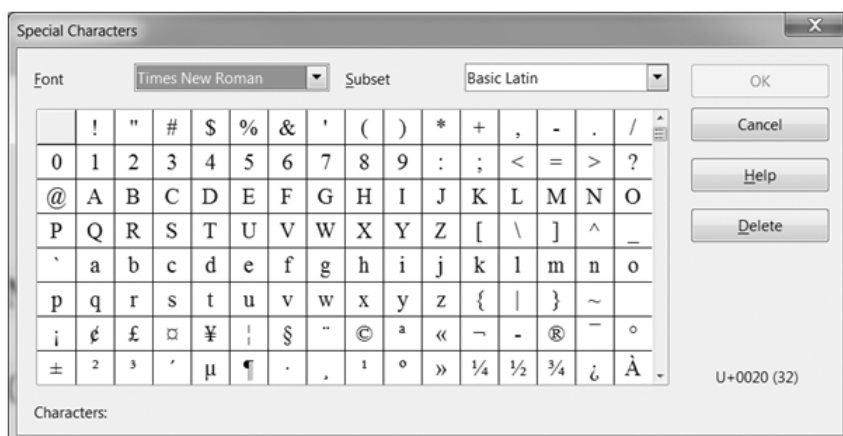 Special Characters X
Font Times New Roman Subset Basic Latin OK
! " # $ % & ' ( ) * + , - . / Cancel
0 1 2 3 4 5 6 7 8 9 : ; < = > ?
Help
@ A B C D E F G H I J K L M N O
P Q R S T U V W X Y Z [ \ ] ^ _ Delete
` a b c d e f g h i j k l m n o
p q r s t u v w x y z { | } ~
¡ ¢ £ ¤ ¥ ¦ § ¨ © ª « ¬ - ® ¯ °
± ² ³ ´ µ ¶ · ¸ ¹ º » ¼ ½ ¾ ¿ À
U+0020 (32)
Characters: